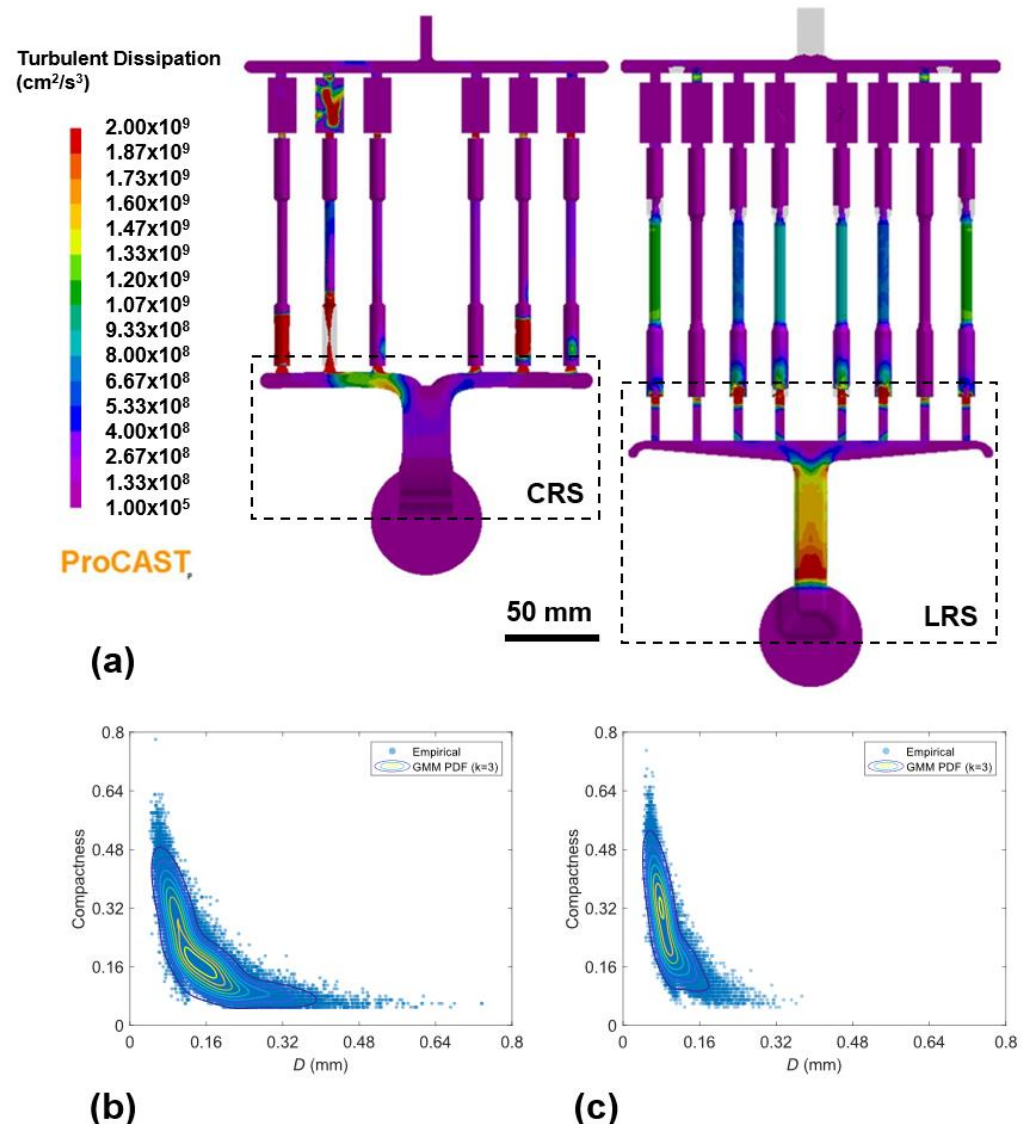 Turbulent Dissipation
(cm²/s³)
2.00x10⁹
1.87x10⁹
1.73x10⁹
1.60x10⁹
1.47x10⁹
1.33x10⁹
1.20x10⁹
1.07x10⁹
9.33x10⁸
8.00x10⁸
6.67x10⁸
5.33x10⁸
4.00x10⁸
2.67x10⁸
1.33x10⁸
1.00x10⁵
ProCAST
CRS
50 mm
LRS
(a)
0.8
0.64
0.48
0.32
0.16
0
Compactness
Empirical
GMM PDF (k=3)
0 0.16 0.32 0.48 0.64 0.8
D (mm)
(b)
0.8
0.64
0.48
0.32
0.16
0
Compactness
Empirical
GMM PDF (k=3)
0 0.16 0.32 0.48 0.64 0.8
D (mm)
(c)